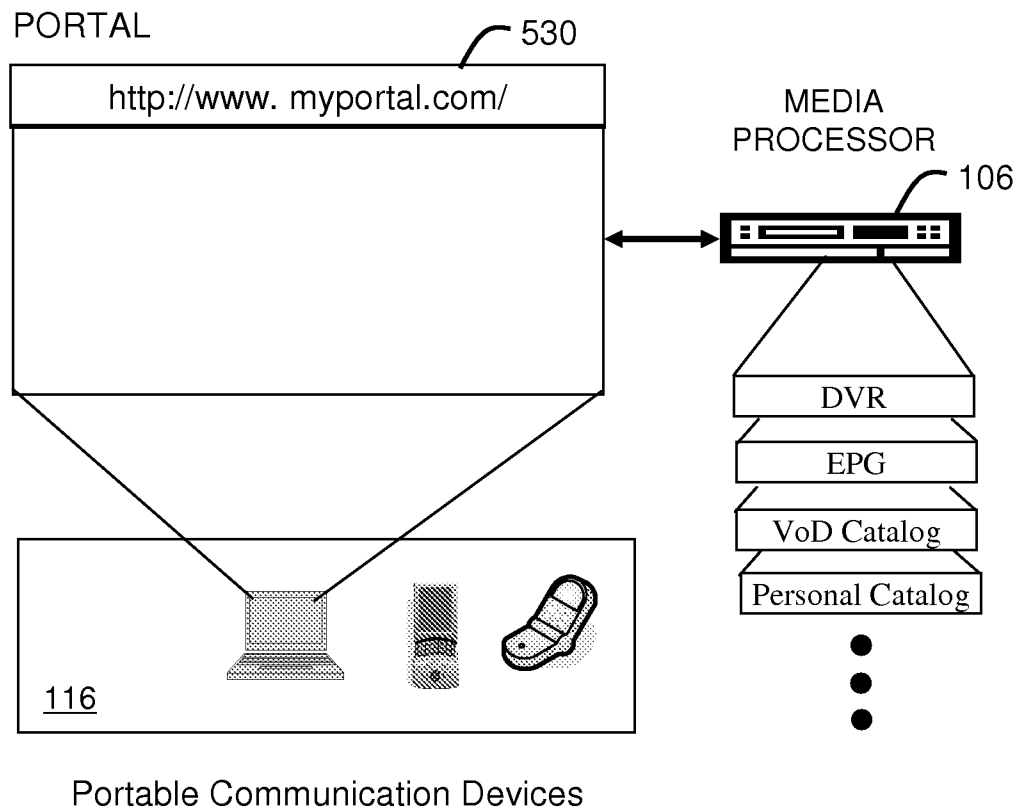 PORTAL
530
http://www. myportal.com/
MEDIA
PROCESSOR
106
DVR
EPG
VoD Catalog
Personal Catalog
116
Portable Communication Devices